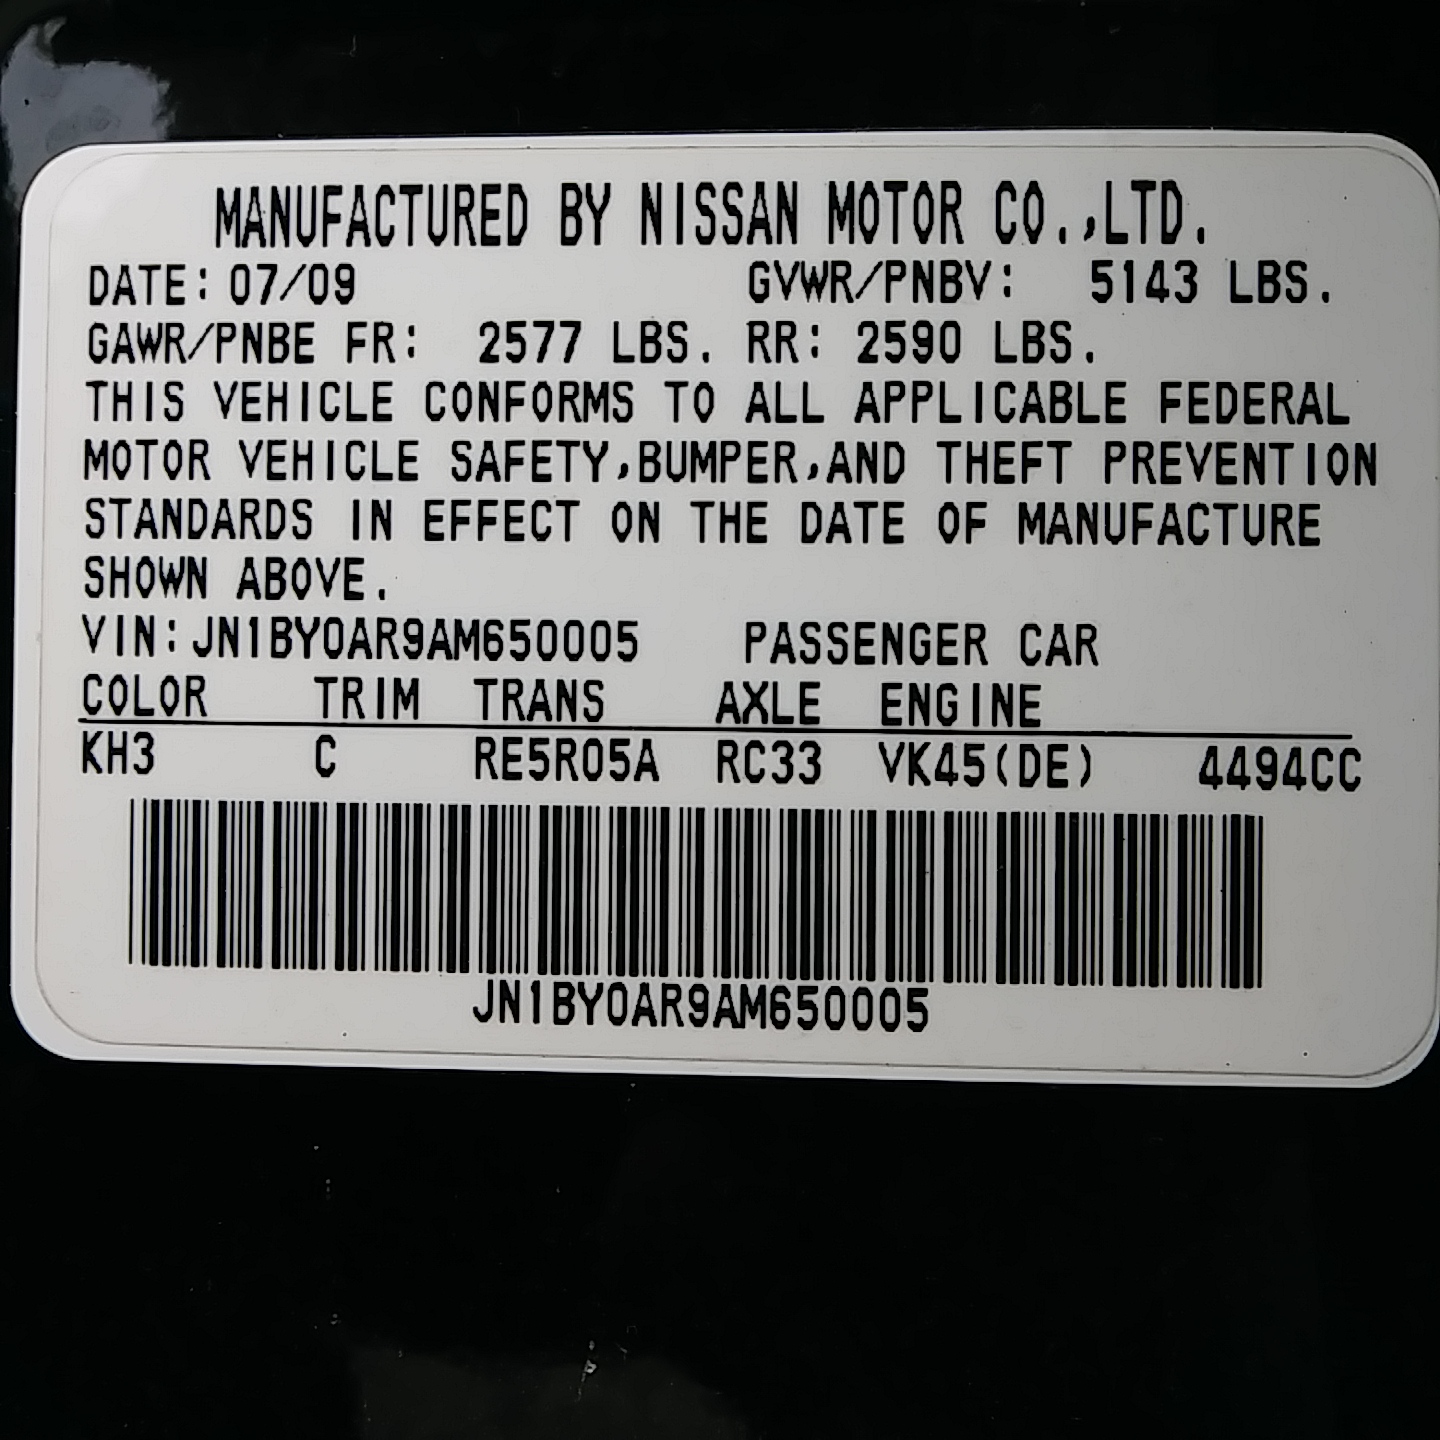 MANUFACTURED BY NISSAN MOTOR CO.,LTD.
DATE: 07/09 GVWR/PNBV: 5143 LBS.
GAWR/PNBE FR: 2577 LBS. RR: 2590 LBS.
THIS VEHICLE CONFORMS TO ALL APPLICABLE FEDERAL
MOTOR VEHICLE SAFETY,BUMPER,AND THEFT PREVENTION
STANDARDS IN EFFECT ON THE DATE OF MANUFACTURE
SHOWN ABOVE.
VIN:JN1BY0AR9AM650005 PASSENGER CAR
COLOR TRIM TRANS AXLE ENGINE
KH3 C RE5R05A RC33 VK45(DE) 4494CC
JN1BY0AR9AM650005